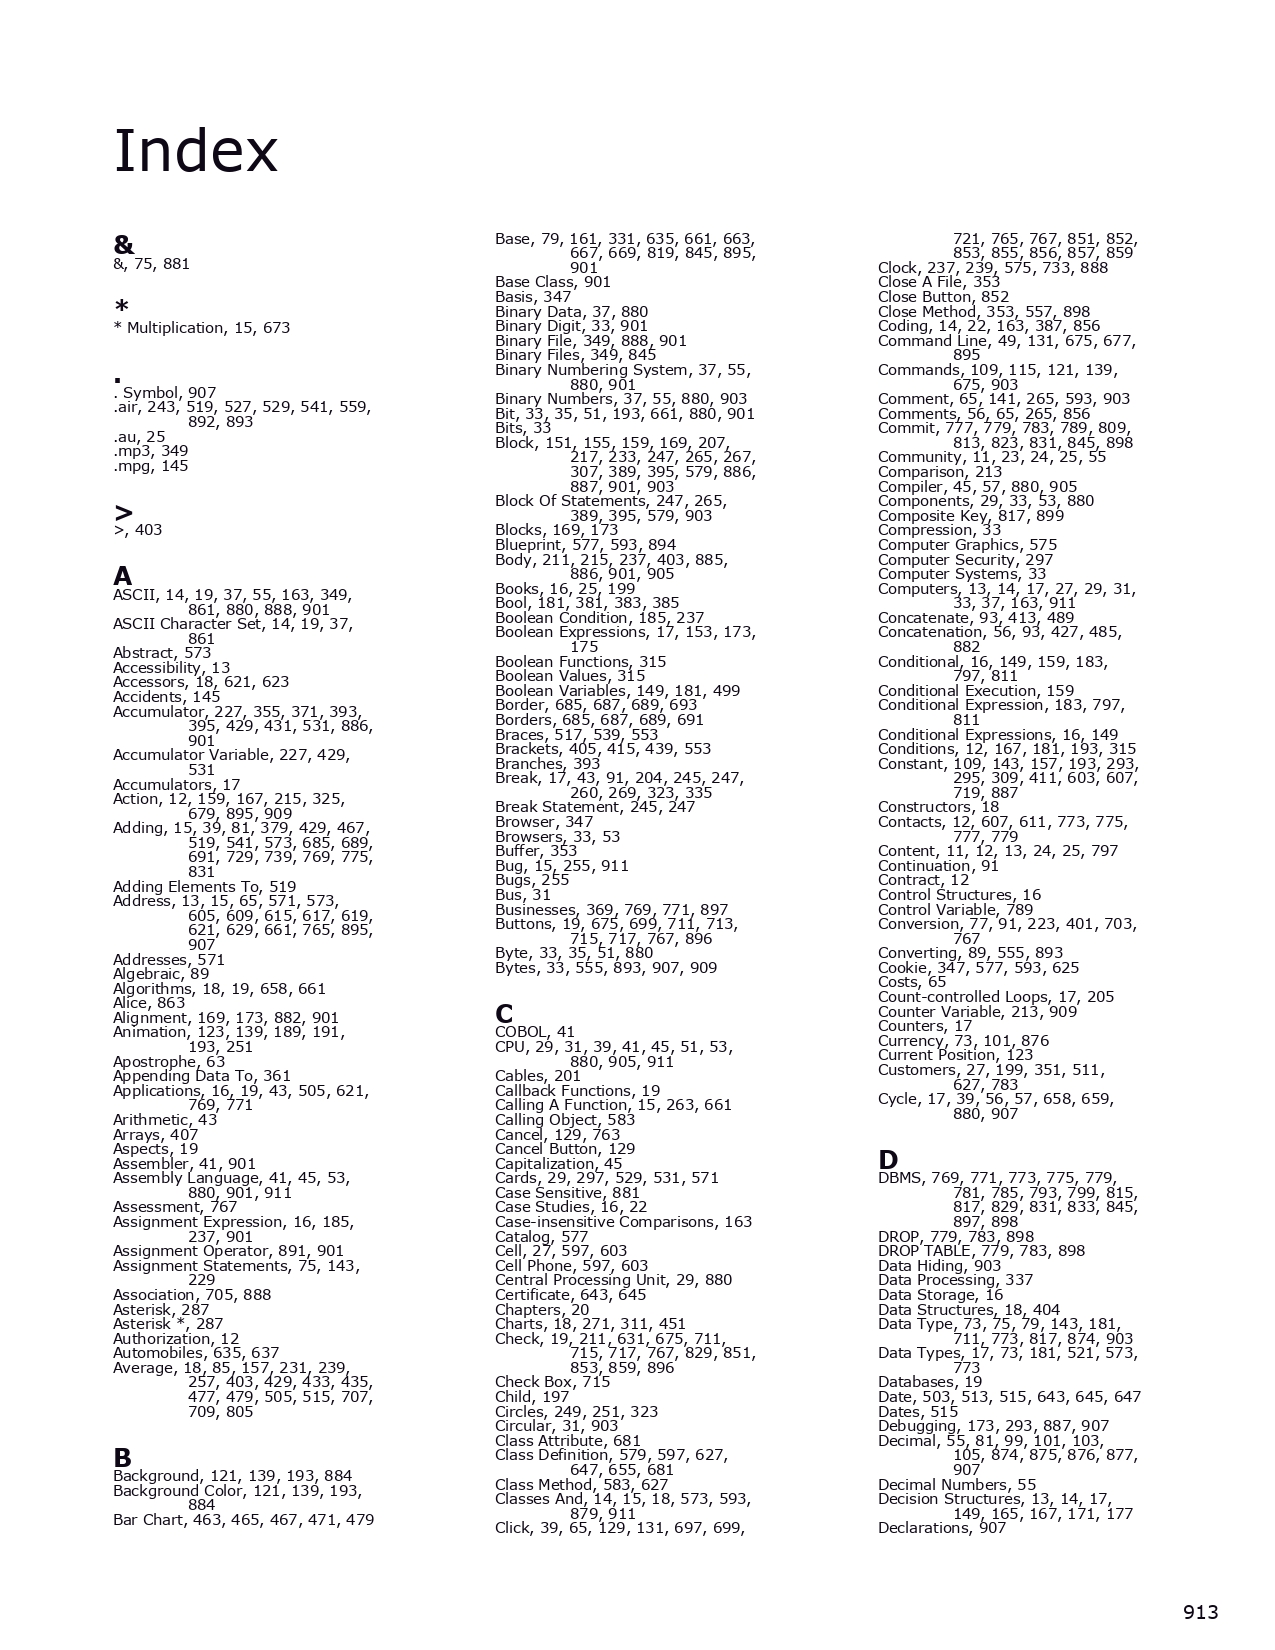 Index
&
&, 75, 881
*
* Multiplication, 15, 673
.
. Symbol, 907
.air, 243, 519, 527, 529, 541, 559,
892, 893
.au, 25
.mp3, 349
.mpg, 145
>
>, 403
A
ASCII, 14, 19, 37, 55, 163, 349,
861, 880, 888, 901
ASCII Character Set, 14, 19, 37,
861
Abstract, 573
Accessibility, 13
Accessors, 18, 621, 623
Accidents, 145
Accumulator, 227, 355, 371, 393,
395, 429, 431, 531, 886,
901
Accumulator Variable, 227, 429,
531
Accumulators, 17
Action, 12, 159, 167, 215, 325,
679, 895, 909
Adding, 15, 39, 81, 379, 429, 467,
519, 541, 573, 685, 689,
691, 729, 739, 769, 775,
831
Adding Elements To, 519
Address, 13, 15, 65, 571, 573,
605, 609, 615, 617, 619,
621, 629, 661, 765, 895,
907
Addresses, 571
Algebraic, 89
Algorithms, 18, 19, 658, 661
Alice, 863
Alignment, 169, 173, 882, 901
Animation, 123, 139, 189, 191,
193, 251
Apostrophe, 63
Appending Data To, 361
Applications, 16, 19, 43, 505, 621,
769, 771
Arithmetic, 43
Arrays, 407
Aspects, 19
Assembler, 41, 901
Assembly Language, 41, 45, 53,
880, 901, 911
Assessment, 767
Assignment Expression, 16, 185,
237, 901
Assignment Operator, 891, 901
Assignment Statements, 75, 143,
229
Association, 705, 888
Asterisk, 287
Asterisk *, 287
Authorization, 12
Automobiles, 635, 637
Average, 18, 85, 157, 231, 239,
257, 403, 429, 433, 435,
477, 479, 505, 515, 707,
709, 805
B
Background, 121, 139, 193, 884
Background Color, 121, 139, 193,
884
Bar Chart, 463, 465, 467, 471, 479
Base, 79, 161, 331, 635, 661, 663,
667, 669, 819, 845, 895,
901
Base Class, 901
Basis, 347
Binary Data, 37, 880
Binary Digit, 33, 901
Binary File, 349, 888, 901
Binary Files, 349, 845
Binary Numbering System, 37, 55,
880, 901
Binary Numbers, 37, 55, 880, 903
Bit, 33, 35, 51, 193, 661, 880, 901
Bits, 33
Block, 151, 155, 159, 169, 207,
217, 233, 247, 265, 267,
307, 389, 395, 579, 886,
887, 901, 903
Block Of Statements, 247, 265,
389, 395, 579, 903
Blocks, 169, 173
Blueprint, 577, 593, 894
Body, 211, 215, 237, 403, 885,
886, 901, 905
Books, 16, 25, 199
Bool, 181, 381, 383, 385
Boolean Condition, 185, 237
Boolean Expressions, 17, 153, 173,
175
Boolean Functions, 315
Boolean Values, 315
Boolean Variables, 149, 181, 499
Border, 685, 687, 689, 693
Borders, 685, 687, 689, 691
Braces, 517, 539, 553
Brackets, 405, 415, 439, 553
Branches, 393
Break, 17, 43, 91, 204, 245, 247,
260, 269, 323, 335
Break Statement, 245, 247
Browser, 347
Browsers, 33, 53
Buffer, 353
Bug, 15, 255, 911
Bugs, 255
Bus, 31
Businesses, 369, 769, 771, 897
Buttons, 19, 675, 699, 711, 713,
715, 717, 767, 896
Byte, 33, 35, 51, 880
Bytes, 33, 555, 893, 907, 909
C
COBOL, 41
CPU, 29, 31, 39, 41, 45, 51, 53,
880, 905, 911
Cables, 201
Callback Functions, 19
Calling A Function, 15, 263, 661
Calling Object, 583
Cancel, 129, 763
Cancel Button, 129
Capitalization, 45
Cards, 29, 297, 529, 531, 571
Case Sensitive, 881
Case Studies, 16, 22
Case-insensitive Comparisons, 163
Catalog, 577
Cell, 27, 597, 603
Cell Phone, 597, 603
Central Processing Unit, 29, 880
Certificate, 643, 645
Chapters, 20
Charts, 18, 271, 311, 451
Check, 19, 211, 631, 675, 711,
715, 717, 767, 829, 851,
853, 859, 896
Check Box, 715
Child, 197
Circles, 249, 251, 323
Circular, 31, 903
Class Attribute, 681
Class Definition, 579, 597, 627,
647, 655, 681
Class Method, 583, 627
Classes And, 14, 15, 18, 573, 593,
879, 911
Click, 39, 65, 129, 131, 697, 699,
721, 765, 767, 851, 852,
853, 855, 856, 857, 859
Clock, 237, 239, 575, 733, 888
Close A File, 353
Close Button, 852
Close Method, 353, 557, 898
Coding, 14, 22, 163, 387, 856
Command Line, 49, 131, 675, 677,
895
Commands, 109, 115, 121, 139,
675, 903
Comment, 65, 141, 265, 593, 903
Comments, 56, 65, 265, 856
Commit, 777, 779, 783, 789, 809,
813, 823, 831, 845, 898
Community, 11, 23, 24, 25, 55
Comparison, 213
Compiler, 45, 57, 880, 905
Components, 29, 33, 53, 880
Composite Key, 817, 899
Compression, 33
Computer Graphics, 575
Computer Security, 297
Computer Systems, 33
Computers, 13, 14, 17, 27, 29, 31,
33, 37, 163, 911
Concatenate, 93, 413, 489
Concatenation, 56, 93, 427, 485,
882
Conditional, 16, 149, 159, 183,
797, 811
Conditional Execution, 159
Conditional Expression, 183, 797,
811
Conditional Expressions, 16, 149
Conditions, 12, 167, 181, 193, 315
Constant, 109, 143, 157, 193, 293,
295, 309, 411, 603, 607,
719, 887
Constructors, 18
Contacts, 12, 607, 611, 773, 775,
777, 779
Content, 11, 12, 13, 24, 25, 797
Continuation, 91
Contract, 12
Control Structures, 16
Control Variable, 789
Conversion, 77, 91, 223, 401, 703,
767
Converting, 89, 555, 893
Cookie, 347, 577, 593, 625
Costs, 65
Count-controlled Loops, 17, 205
Counter Variable, 213, 909
Counters, 17
Currency, 73, 101, 876
Current Position, 123
Customers, 27, 199, 351, 511,
627, 783
Cycle, 17, 39, 56, 57, 658, 659,
880, 907
D
DBMS, 769, 771, 773, 775, 779,
781, 785, 793, 799, 815,
817, 829, 831, 833, 845,
897, 898
DROP, 779, 783, 898
DROP TABLE, 779, 783, 898
Data Hiding, 903
Data Processing, 337
Data Storage, 16
Data Structures, 18, 404
Data Type, 73, 75, 79, 143, 181,
711, 773, 817, 874, 903
Data Types, 17, 73, 181, 521, 573,
773
Databases, 19
Date, 503, 513, 515, 643, 645, 647
Dates, 515
Debugging, 173, 293, 887, 907
Decimal, 55, 81, 99, 101, 103,
105, 874, 875, 876, 877,
907
Decimal Numbers, 55
Decision Structures, 13, 14, 17,
149, 165, 167, 171, 177
Declarations, 907
913